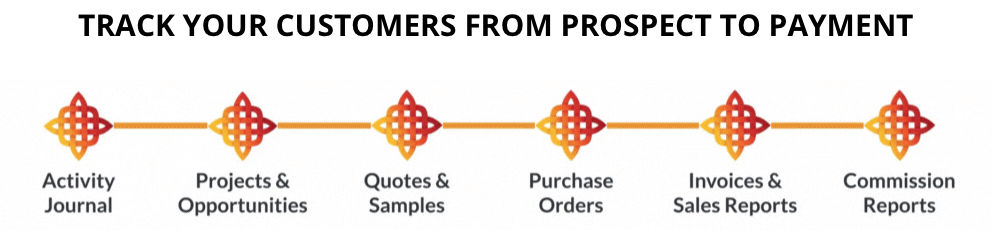 TRACK YOUR CUSTOMERS FROM PROSPECT TO PAYMENT
Activity
Journal
Projects &
Opportunities
Quotes &
Samples
Purchase
Orders
Invoices &
Sales Reports
Commission
Reports